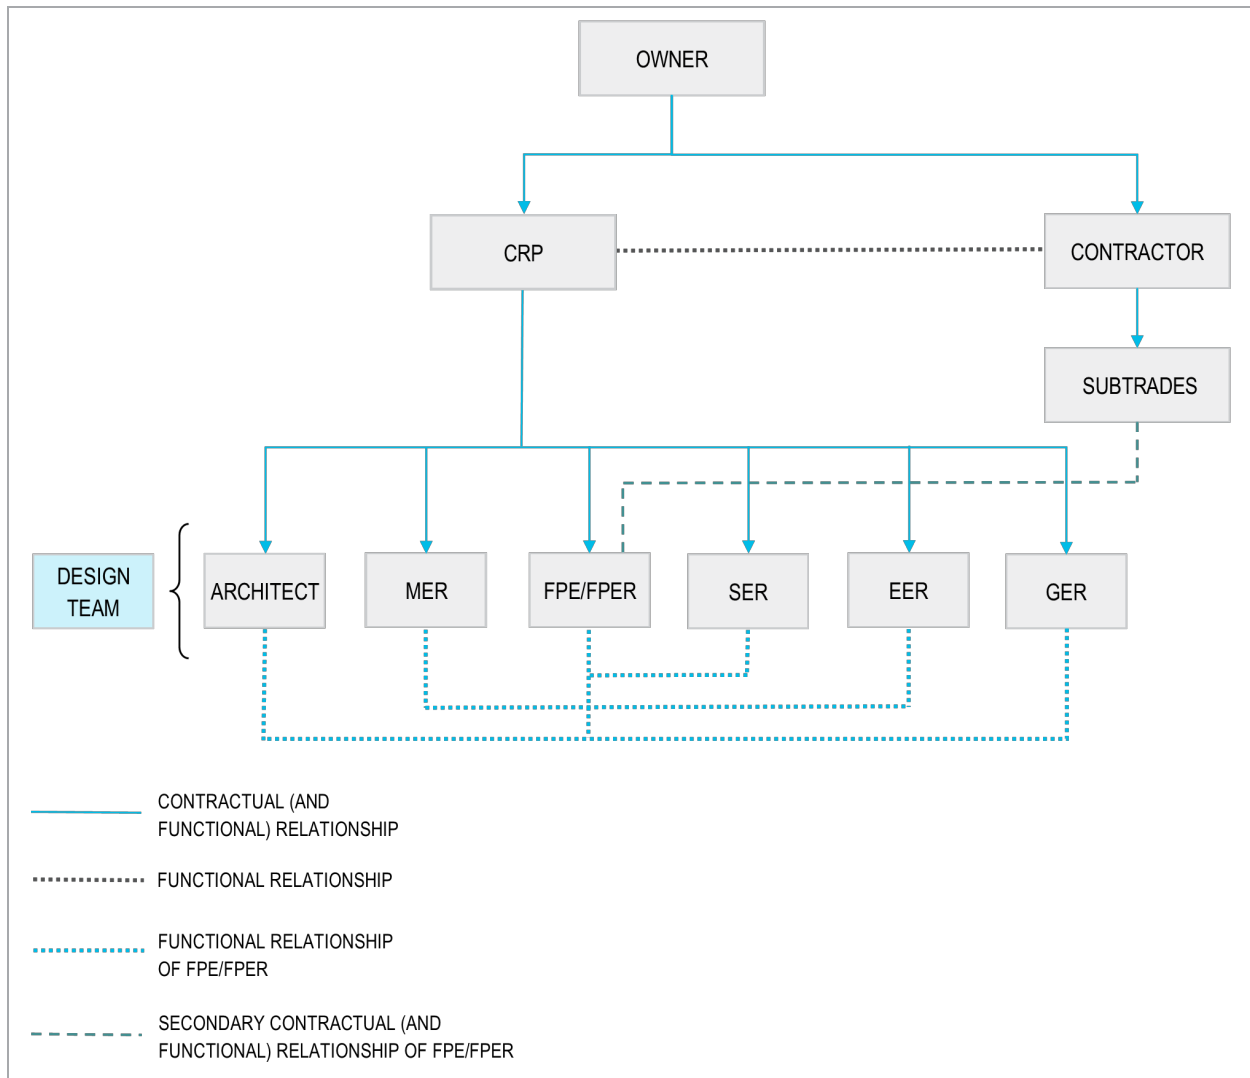 OWNER
CRP
CONTRACTOR
SUBTRADES
DESIGN
TEAM
ARCHITECT
MER
FPE/FPER
SER
EER
GER
CONTRACTUAL (AND
FUNCTIONAL) RELATIONSHIP
FUNCTIONAL RELATIONSHIP
FUNCTIONAL RELATIONSHIP
OF FPE/FPER
SECONDARY CONTRACTUAL (AND
FUNCTIONAL) RELATIONSHIP OF FPE/FPER